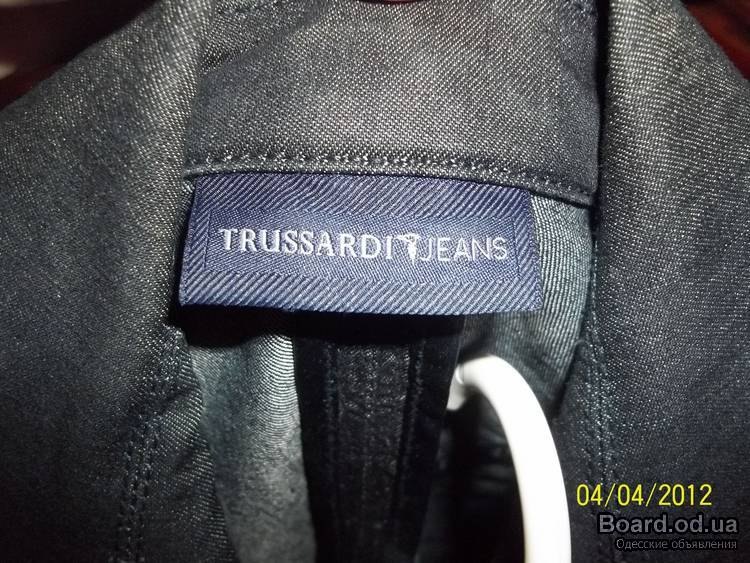 TRUSSARDI JEANS
04/04/2012
Board.od.ua
Одесские объявления